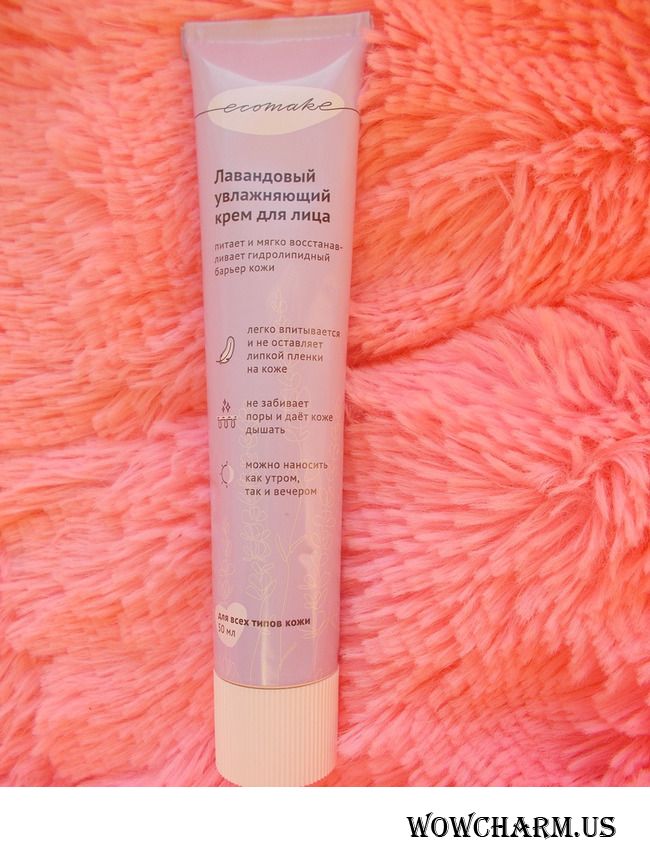 ecomake
Лавандовый
увлажняющий
крем для лица
питает и мягко восстанав-
ливает гидролипидный
барьер кожи
легко впитывается
и не оставляет
липкой пленки
на коже
не забивает
поры и даёт коже
дышать
можно наносить
как утром,
так и вечером
для всех типов кожи
50 мл
WOWCHARM.US